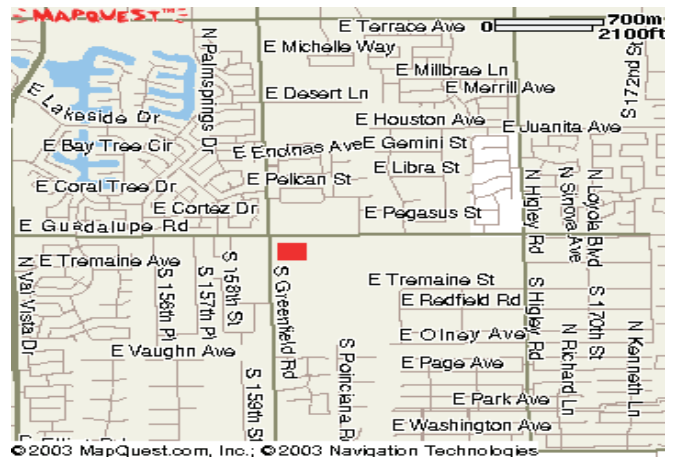 MAPQUEST™
E Terrace Ave
0
700m
2100ft
E Michelle Way
N Palmsprings Dr
E Millbrae Ln
S 172nd St
E Lakeside Dr
E Desert Ln
E Merrill Ave
E Houston Ave
E Juanita Ave
E Bay Tree Cir
E Encinas Ave
E Gemini St
E Libra St
E Coral Tree Dr
E Pelican St
N Higley Rd
N Sinova Ave
N Loyola Blvd
E Cortez Dr
E Pegasus St
E Guadalupe Rd
N Val Vista Dr
E Tremaine Ave
S 156th Pl
S 157th Pl
S 158th St
S Greenfield Rd
E Tremaine St
S Higley Rd
S 170th St
E Redfield Rd
E Olney Ave
N Richard Ln
N Kenneth Ln
E Vaughn Ave
S Poinciana R
E Page Ave
S 159th St
E Park Ave
E Washington Ave
©2003 MapQuest.com, Inc.; ©2003 Navigation Technologies